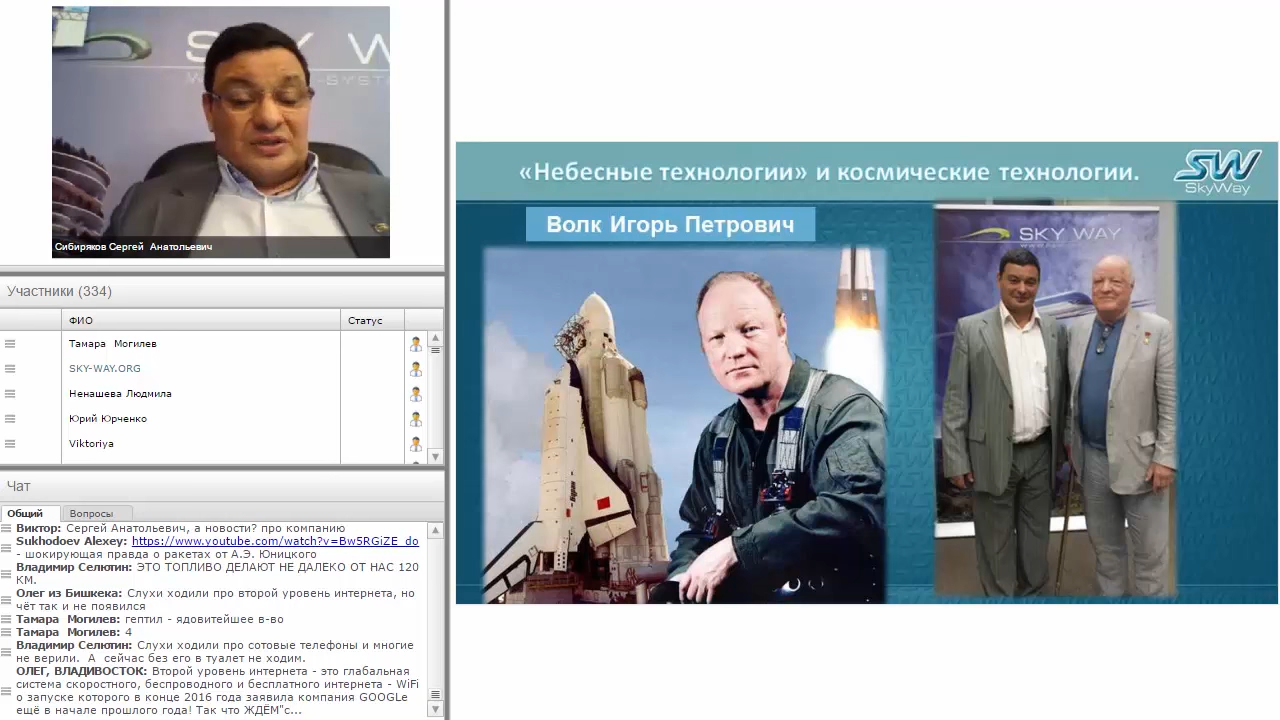 SKY W
Сибиряков Сергей Анатольевич
Участники (334)
ФИО
Статус
Тамара Могилев
SKY-WAY.ORG
Ненашева Людмила
Юрий Юрченко
Viktoriya
Чат
Общий
Вопросы
Виктор: Сергей Анатольевич, а новости? про компанию
Sukhodoev Alexey: https://www.youtube.com/watch?v=Bw5RGiZE_do
- шокирующая правда о ракетах от А.Э. Юницкого
Владимир Селютин: ЭТО ТОПЛИВО ДЕЛАЮТ НЕ ДАЛЕКО ОТ НАС 120
КМ.
Олег из Бишкека: Слухи ходили про второй уровень интернета, но
чёт так и не появился
Тамара Могилев: гептил - ядовитейшее в-во
Тамара Могилев: 4
Владимир Селютин: Слухи ходили про сотовые телефоны и многие
не верили. А сейчас без его в туалет не ходим.
ОЛЕГ, ВЛАДИВОСТОК: Второй уровень интернета - это глабальная
система скоростного, беспроводного и бесплатного интернета - WiFi
о запуске которого в конце 2016 года заявила компания GOOGLe
ещё в начале прошлого года! Так что ЖДЁМ"с...
«Небесные технологии» и космические технологии.
SW
SkyWay
Волк Игорь Петрович
SKY WAY
Буран